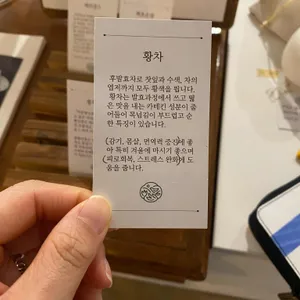 황차
후발효차로 찻잎과 수색, 차의
엽저까지 모두 황색을 띱니다.
황차는 발효과정에서 쓰고 떫
은 맛을 내는 카테킨 성분이 줄
어들어 목넘김이 부드럽고 순
한 특징이 있습니다.
(감기, 몸살, 면역력 증진)에 좋
아 특히 겨울에 마시기 좋으며
(피로회복, 스트레스 완화)에 도
움을 줍니다.